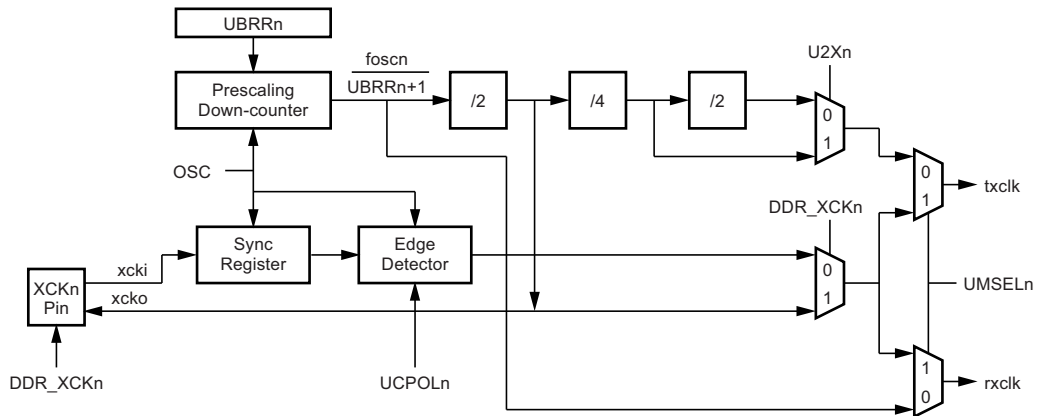 UBRRn
foscn
UBRRn+1
U2Xn
Prescaling
Down-counter
/2
/4
/2
0
1
OSC
0
1
txclk
DDR_XCKn
Sync
Register
Edge
Detector
0
1
xcki
XCKn
Pin
xcko
UMSELn
DDR_XCKn
UCPOLn
1
0
rxclk